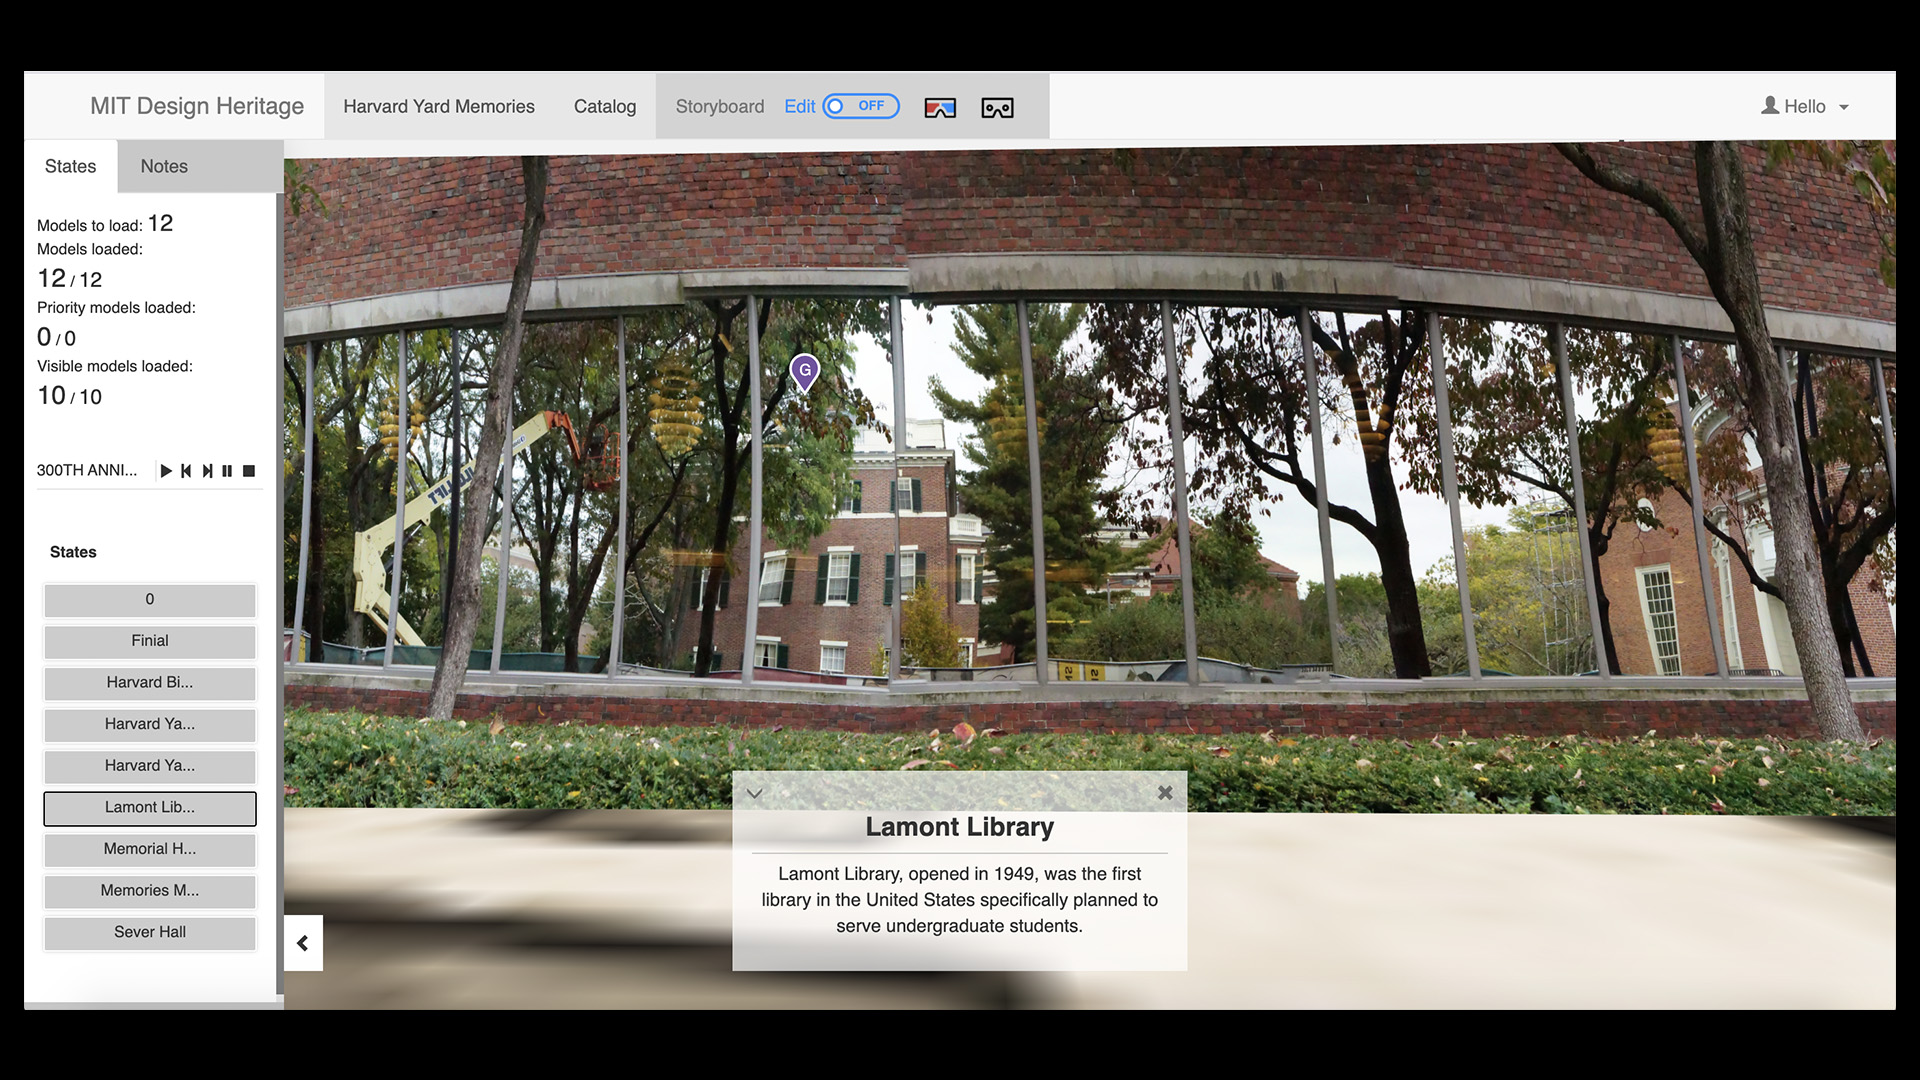 MIT Design Heritage
Harvard Yard Memories
Catalog
Storyboard
Edit
OFF
Hello
States
Notes
Models to load: 12
Models loaded:
12 / 12
Priority models loaded:
0 / 0
Visible models loaded:
10 / 10
300TH ANNI...
States
0
Finial
Harvard Bi...
Harvard Ya...
Harvard Ya...
Lamont Lib...
Memorial H...
Memories M...
Sever Hall
G
Lamont Library
Lamont Library, opened in 1949, was the first
library in the United States specifically planned to
serve undergraduate students.